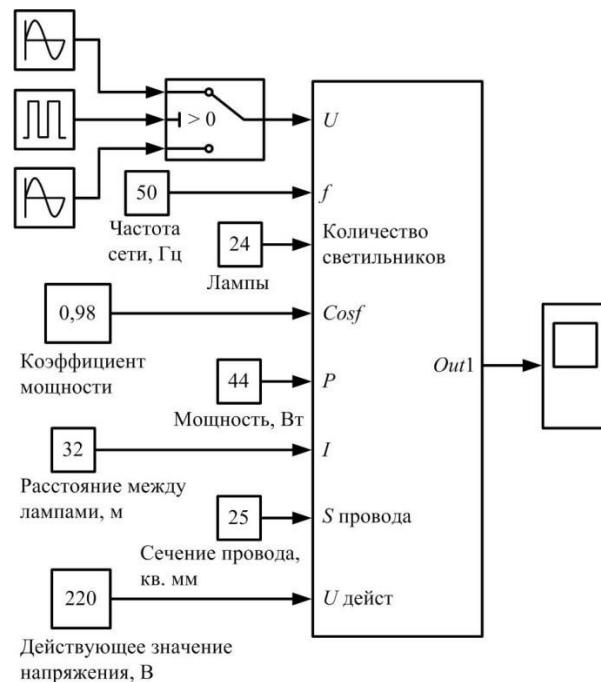 > 0
U
50
f
Частота
сети, Гц
24
Количество
светильников
Лампы
0,98
Cosf
Коэффициент
мощности
44
P
Out1
Мощность, Вт
32
I
Расстояние между
лампами, м
25
S провода
Сечение провода,
кв. мм
220
U дейст
Действующее значение
напряжения, В